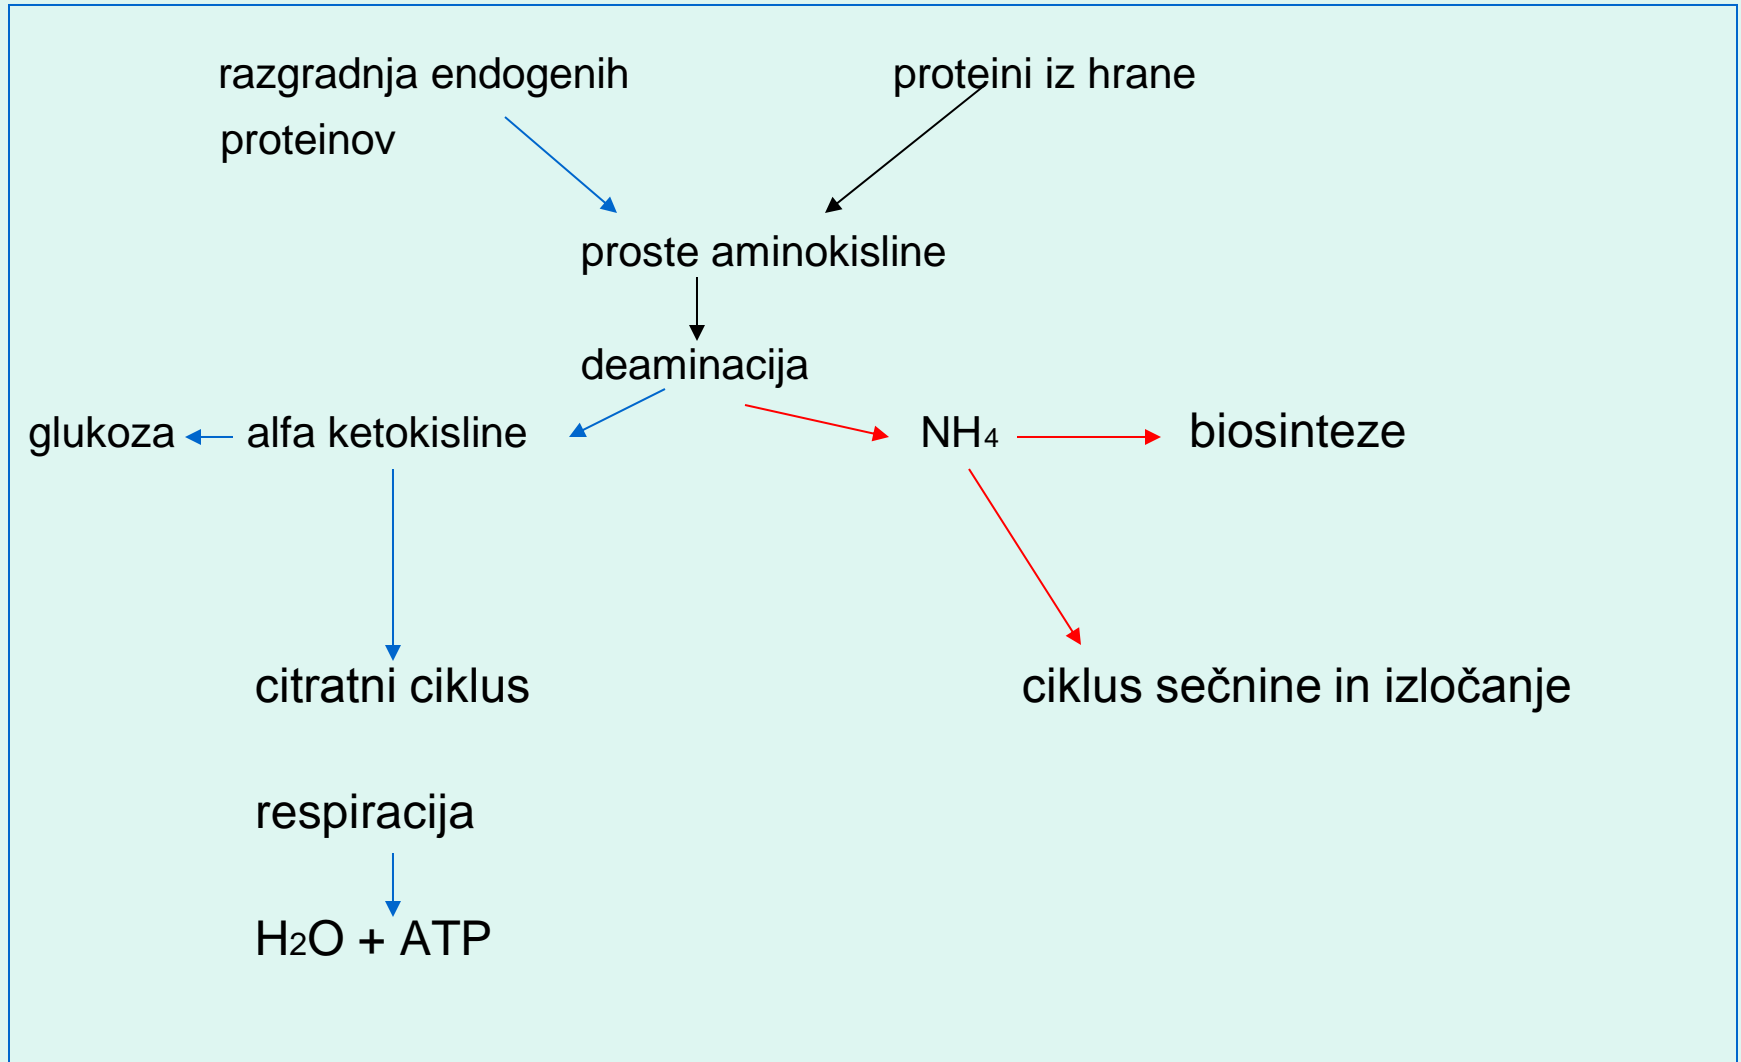 razgradnja endogenih
proteinov
proteini iz hrane
proste aminokisline
deaminacija
glukoza alfa ketokisline NH4 biosinteze
citratni ciklus ciklus sečnine in izločanje
respiracija
H2O + ATP